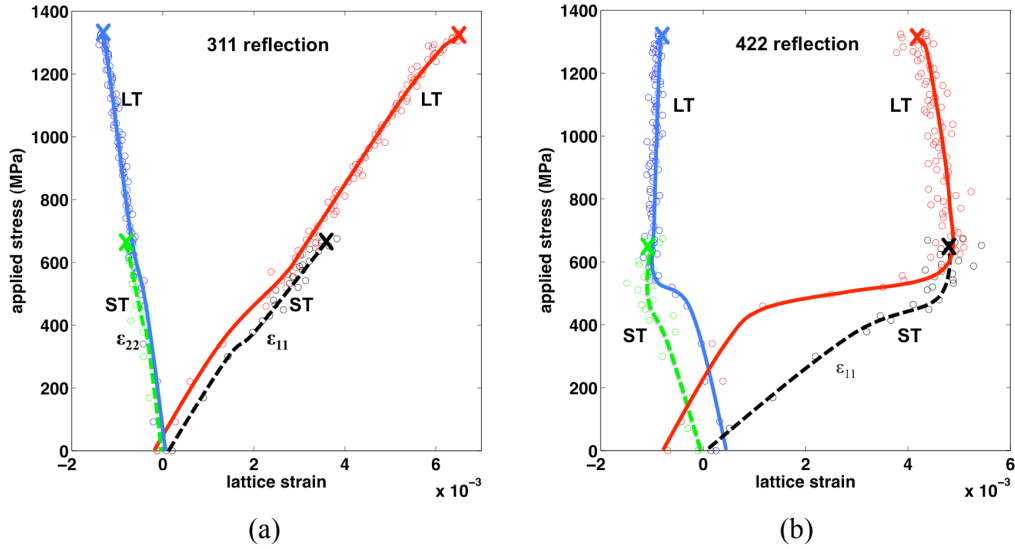 1400
1200
1000
800
600
400
200
0
applied stress (MPa)
311 reflection
LT
LT
ST
ST
ε22
ε11
−2
0
2
4
6
lattice strain
x 10⁻³
(a)
1400
1200
1000
800
600
400
200
0
applied stress (MPa)
422 reflection
LT
LT
ST
ST
ε11
−2
0
2
4
6
lattice strain
x 10⁻³
(b)